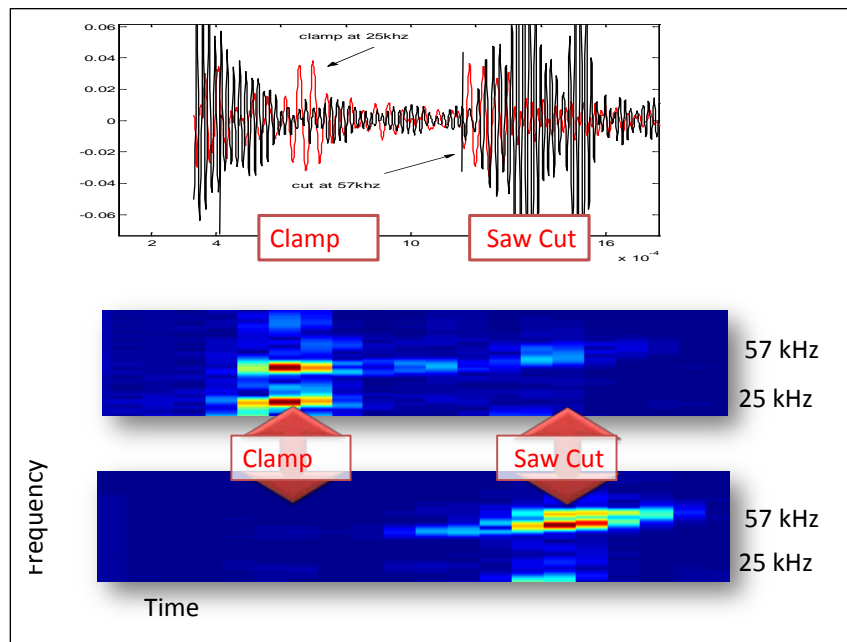 0.06
clamp at 25khz
0.04
0.02
0
-0.02
-0.04
cut at 57khz
-0.06
Clamp
Saw Cut
2 4 10 16
x 10⁻⁴
57 kHz
25 kHz
Clamp
Saw Cut
57 kHz
25 kHz
Frequency
Time